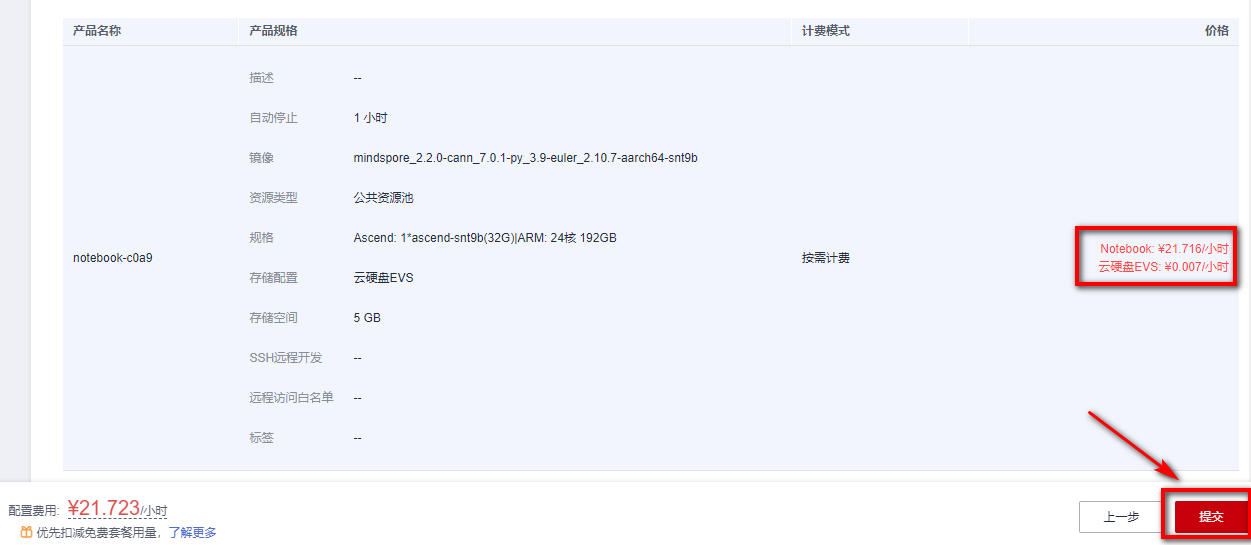 产品名称 产品规格 计费模式 价格
描述 --
自动停止 1 小时
镜像 mindspore_2.2.0-cann_7.0.1-py_3.9-euler_2.10.7-aarch64-snt9b
资源类型 公共资源池
规格 Ascend: 1*ascend-snt9b(32G)|ARM: 24核 192GB
Notebook: ¥21.716/小时
notebook-c0a9 按需计费
云硬盘EVS: ¥0.007/小时
存储配置 云硬盘EVS
存储空间 5 GB
SSH远程开发 --
远程访问白名单 --
标签 --
配置费用: ¥21.723/小时
上一步 提交
优先扣减免费套餐用量，了解更多